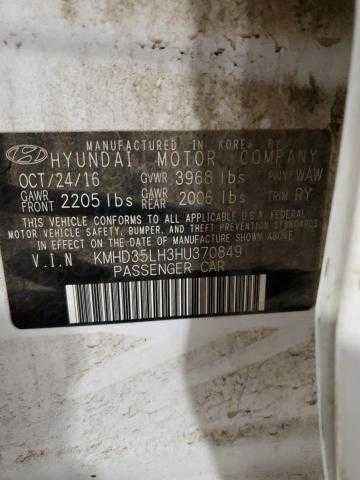 MANUFACTURED IN KOREA BY
HYUNDAI MOTOR COMPANY
OCT/24/16 GVWR 3968 lbs PAINT WAW
GAWR FRONT 2205 lbs GAWR REAR 2006 lbs TRIM RY
THIS VEHICLE CONFORMS TO ALL APPLICABLE FEDERAL
MOTOR VEHICLE SAFETY, BUMPER, AND THEFT PREVENTION STANDARDS
IN EFFECT ON THE DATE OF MANUFACTURE SHOWN ABOVE.
V.I.N KMHD35LH3HU370849
PASSENGER CAR